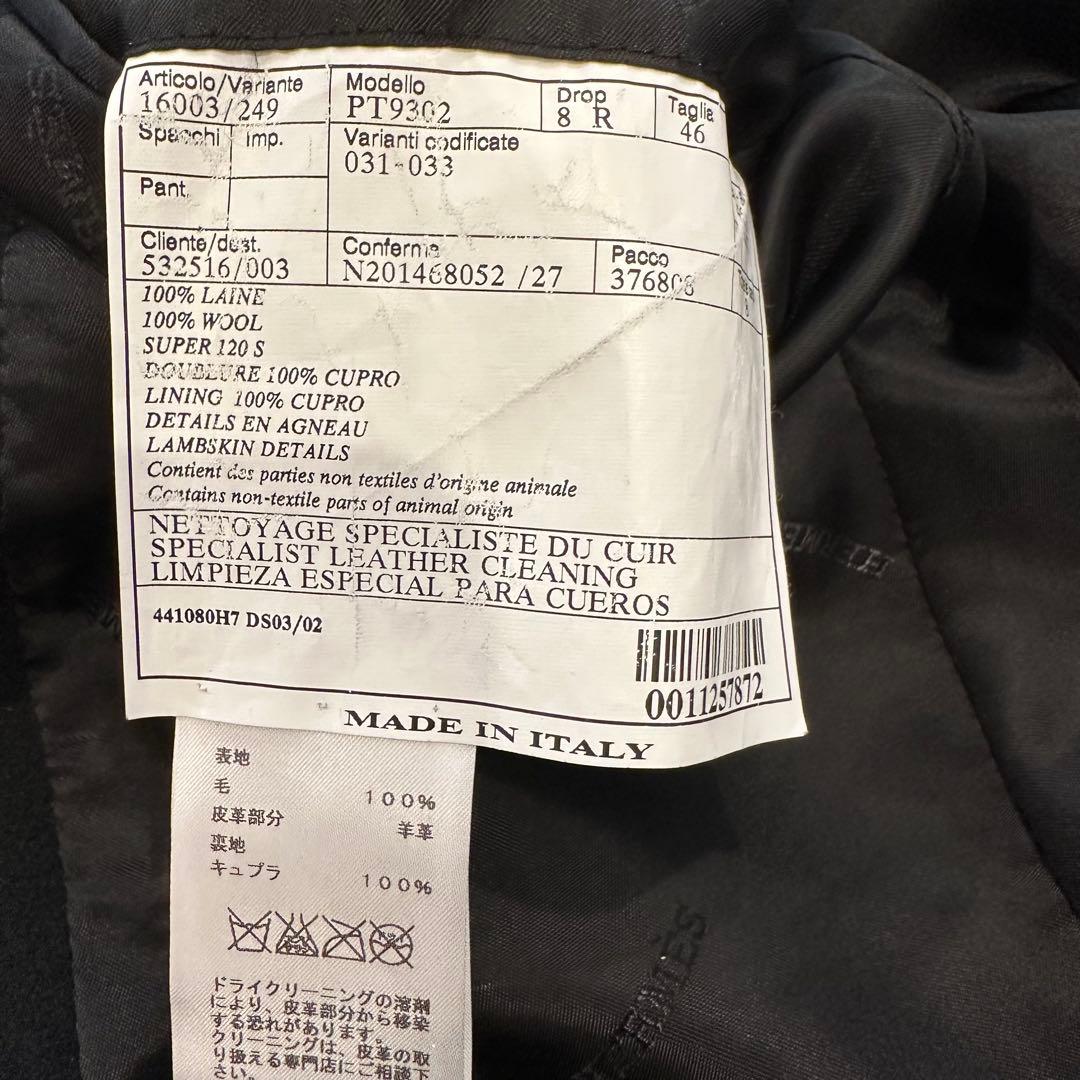 Articolo/Variante
16003/249
Modello
PT9302
Drop
8 R
Taglia
46
Spacchi
Imp.
Varianti codificate
031-033
Pant.
Cliente/dest.
532516/003
Conferma
N201468052 /27
Pacco
376808
100% LAINE
100% WOOL
SUPER 120 S
DOUBLURE 100% CUPRO
LINING 100% CUPRO
DETAILS EN AGNEAU
LAMBSKIN DETAILS
Contient des parties non textiles d'origine animale
Contains non-textile parts of animal origin
NETTOYAGE SPECIALISTE DU CUIR
SPECIALIST LEATHER CLEANING
LIMPIEZA ESPECIAL PARA CUEROS
441080H7 DS03/02
0011257872
MADE IN ITALY
表地
毛 100%
皮革部分 羊革
裏地
キュプラ 100%
ドライクリーニングの溶剤
により、皮革部分から移染
する恐れがあります。
クリーニングは、皮革の取
り扱える専門店にご相談下
さい。
HERMÈS
HERMÈS